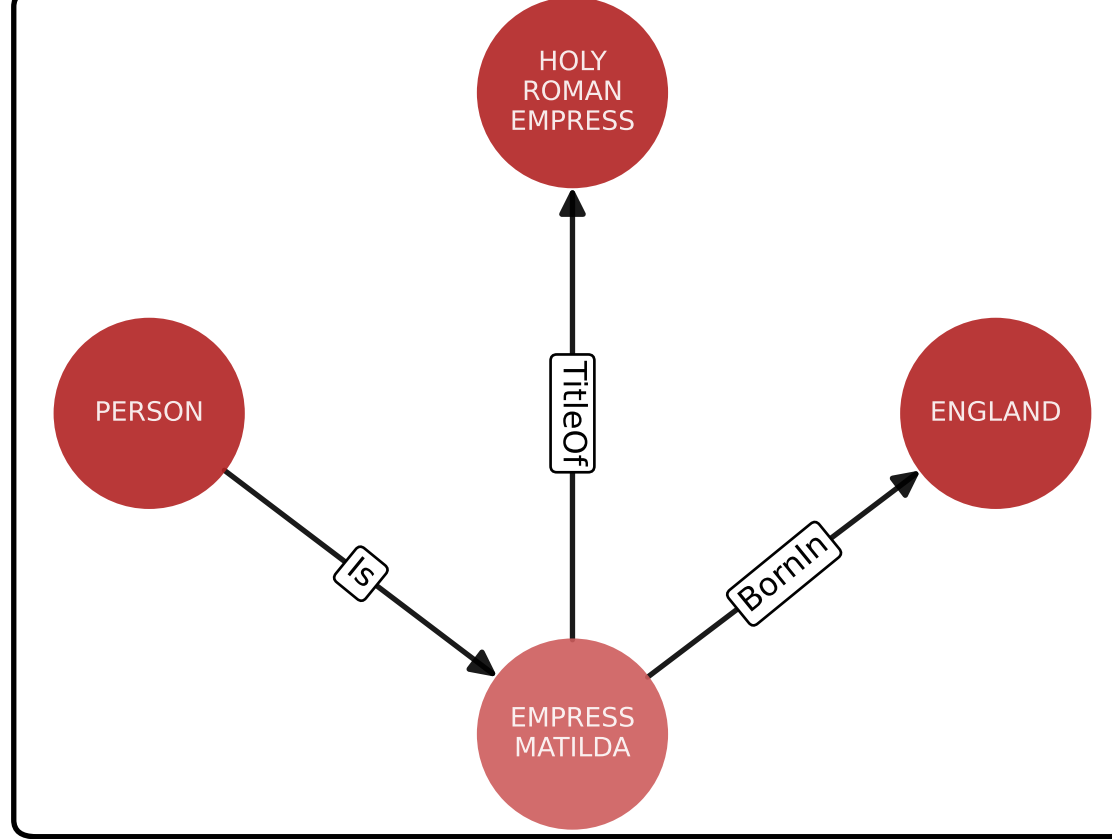 HOLY
ROMAN
EMPRESS
PERSON
TitleOf
ENGLAND
Is
BornIn
EMPRESS
MATILDA